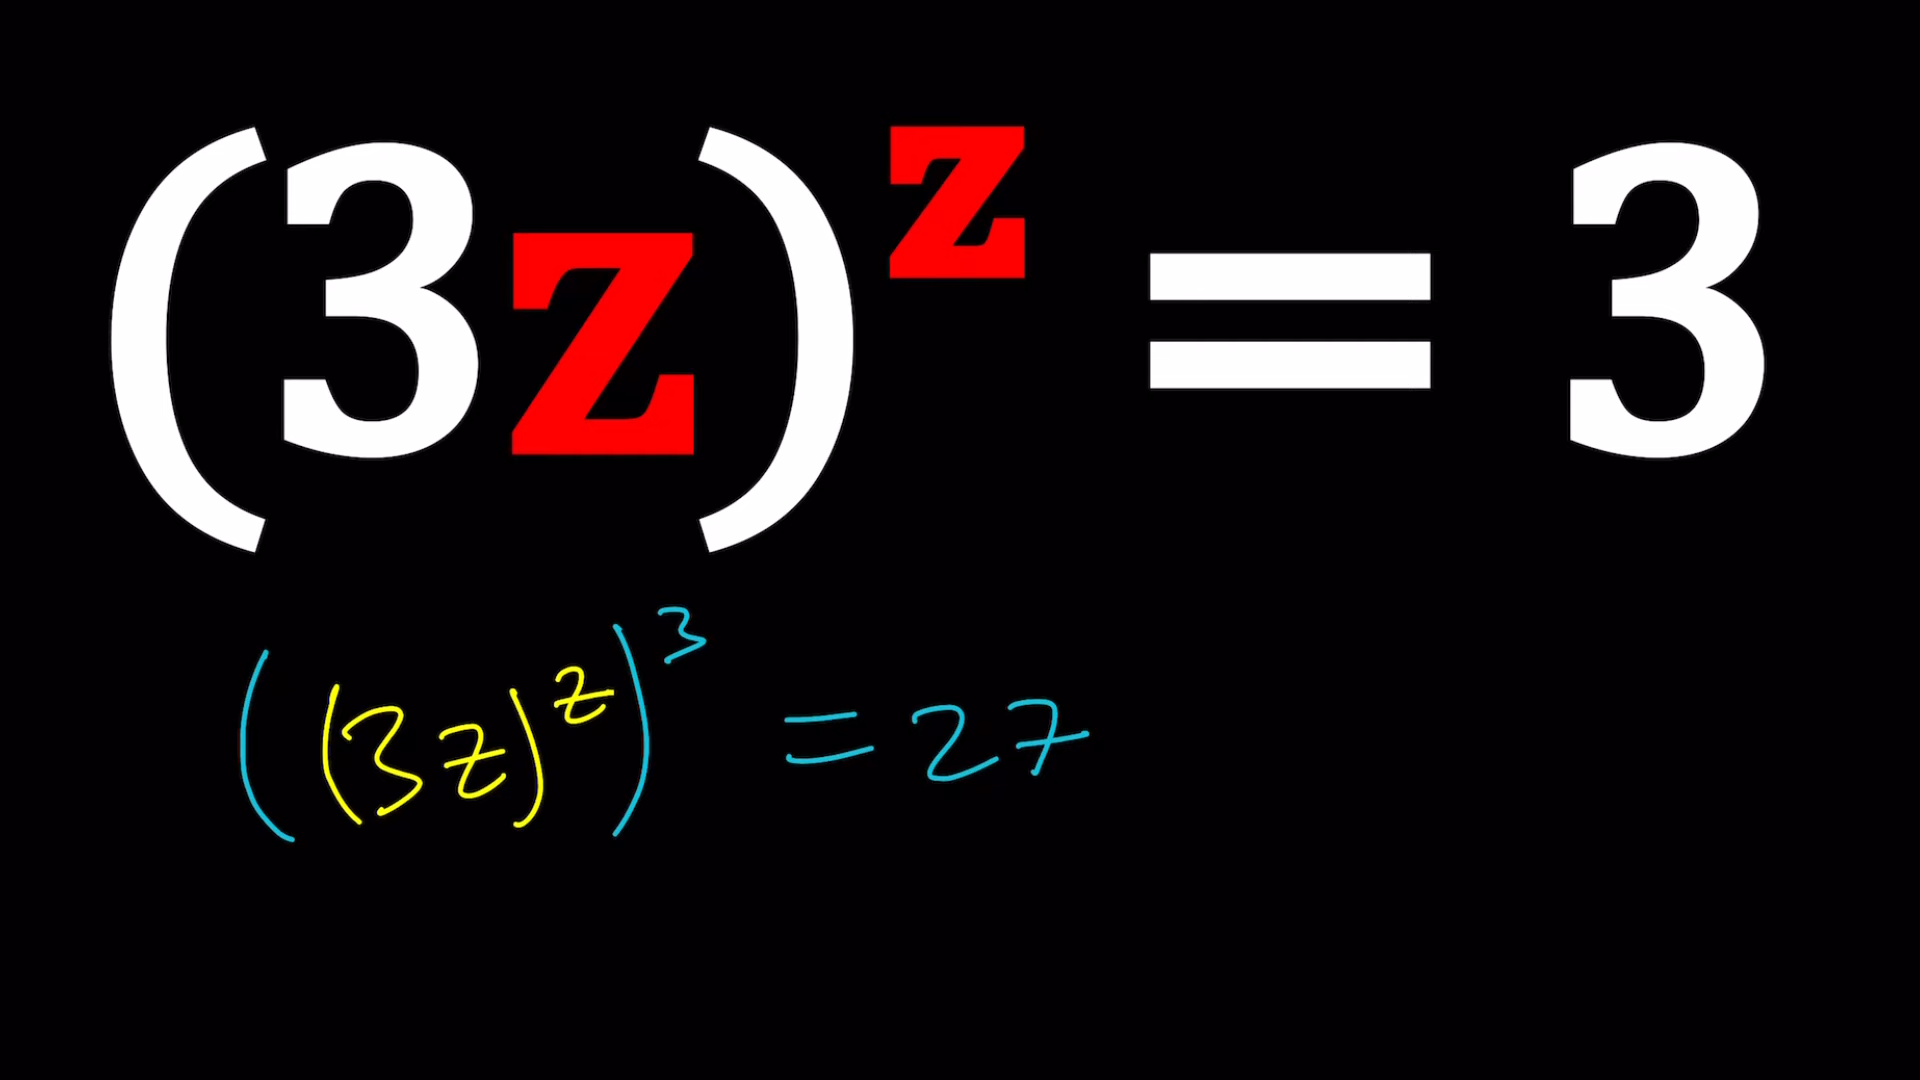 (3z)^z = 3
((3z)^z)^3 = 27